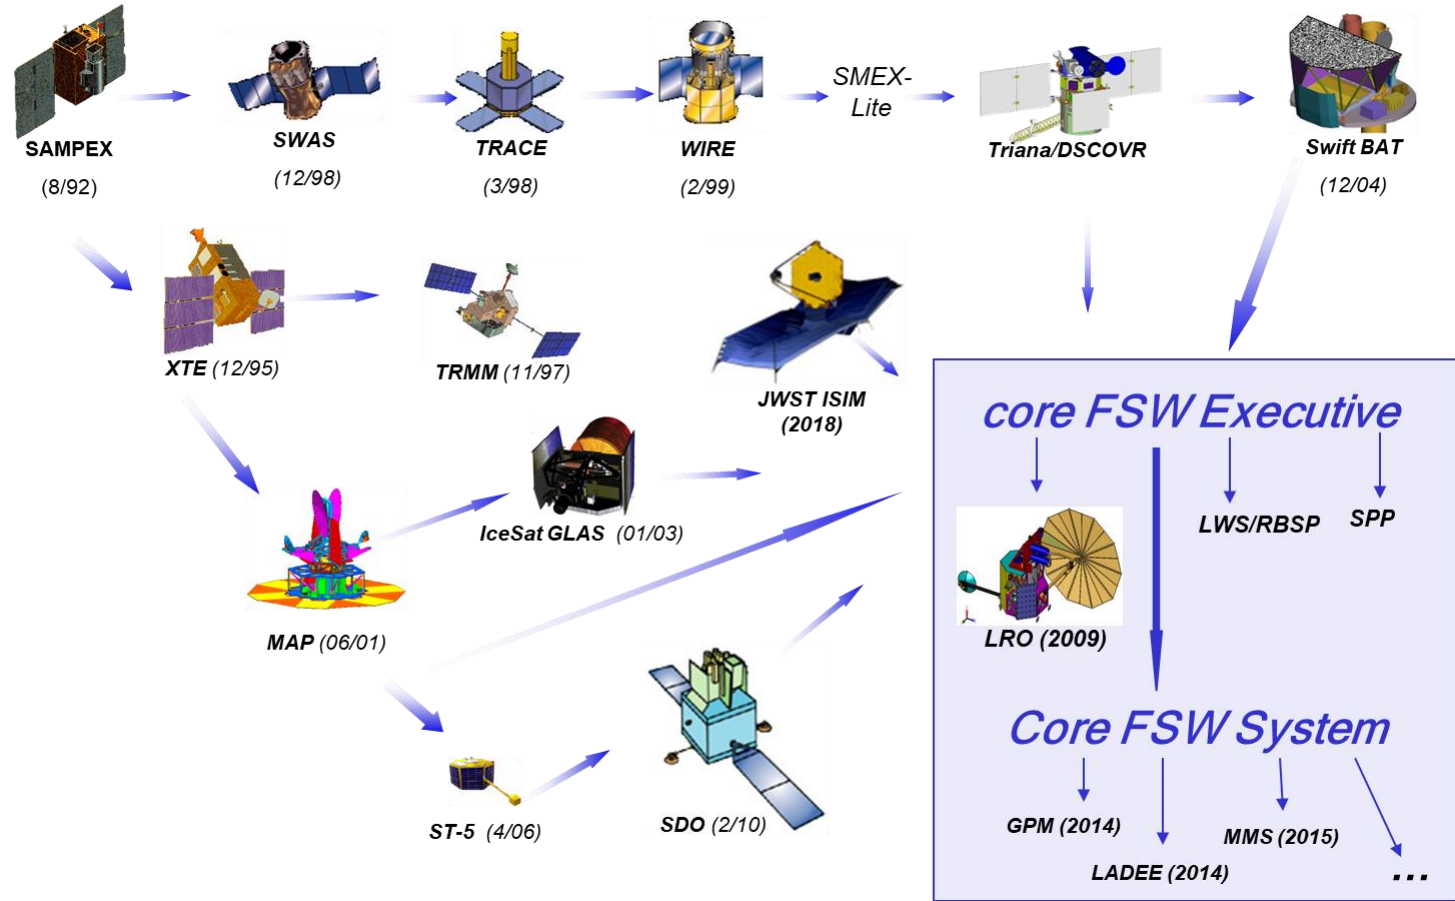 SAMPEX
(8/92)
SWAS
(12/98)
TRACE
(3/98)
WIRE
(2/99)
SMEX-
Lite
Triana/DSCOVR
Swift BAT
(12/04)
XTE (12/95)
TRMM (11/97)
JWST ISIM
(2018)
IceSat GLAS (01/03)
MAP (06/01)
ST-5 (4/06)
SDO (2/10)
core FSW Executive
LWS/RBSP
SPP
LRO (2009)
Core FSW System
GPM (2014)
LADEE (2014)
MMS (2015)
...